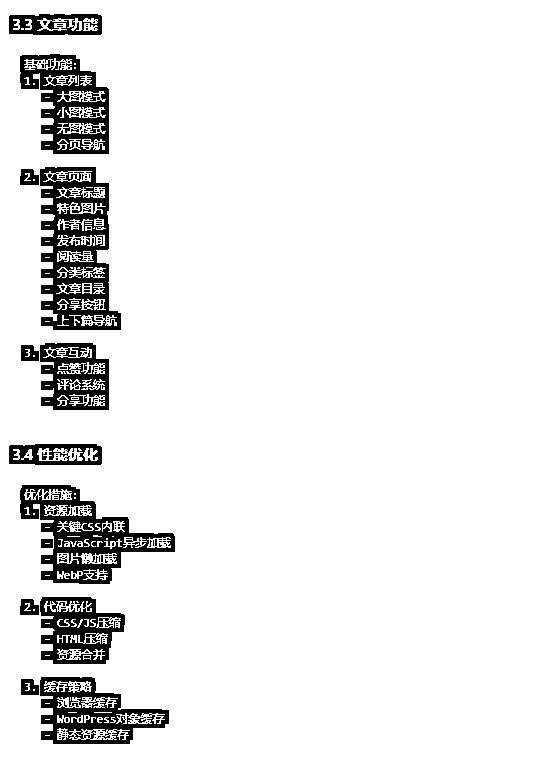 3.3 文章功能
基础功能:
1. 文章列表
- 大图模式
- 小图模式
- 无图模式
- 分页导航
2. 文章页面
- 文章标题
- 特色图片
- 作者信息
- 发布时间
- 阅读量
- 分类标签
- 文章目录
- 分享按钮
- 上下篇导航
3. 文章互动
- 点赞功能
- 评论系统
- 分享功能
3.4 性能优化
优化措施:
1. 资源加载
- 关键CSS内联
- JavaScript异步加载
- 图片懒加载
- WebP支持
2. 代码优化
- CSS/JS压缩
- HTML压缩
- 资源合并
3. 缓存策略
- 浏览器缓存
- WordPress对象缓存
- 静态资源缓存